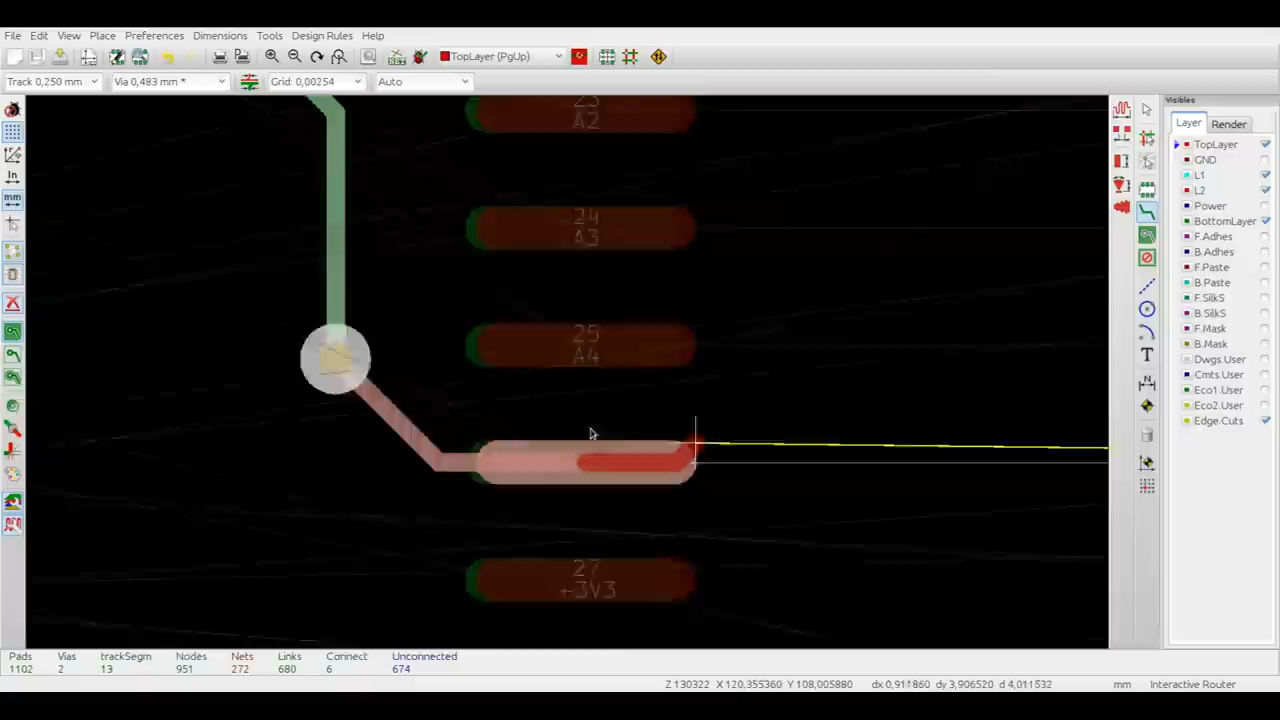 File Edit View Place Preferences Dimensions Tools Design Rules Help
TopLayer (PgUp)
Track 0,250 mm Via 0,483 mm * Grid: 0,00254 Auto
Visibles
Layer Render
TopLayer
GND
L1
L2
Power
BottomLayer
F.Adhes
B.Adhes
F.Paste
B.Paste
F.SilkS
B.SilkS
F.Mask
B.Mask
Dwgs.User
Cmts.User
Eco1.User
Eco2.User
Edge.Cuts
In
mm
23
A2
24
A3
25
A4
27
+3V3
Pads Vias trackSegm Nodes Nets Links Connect Unconnected
1102 2 13 951 272 680 6 674
Z 130322 X 120,355360 Y 108,005880 dx 0,911860 dy 3,906520 d 4,011532 mm Interactive Router